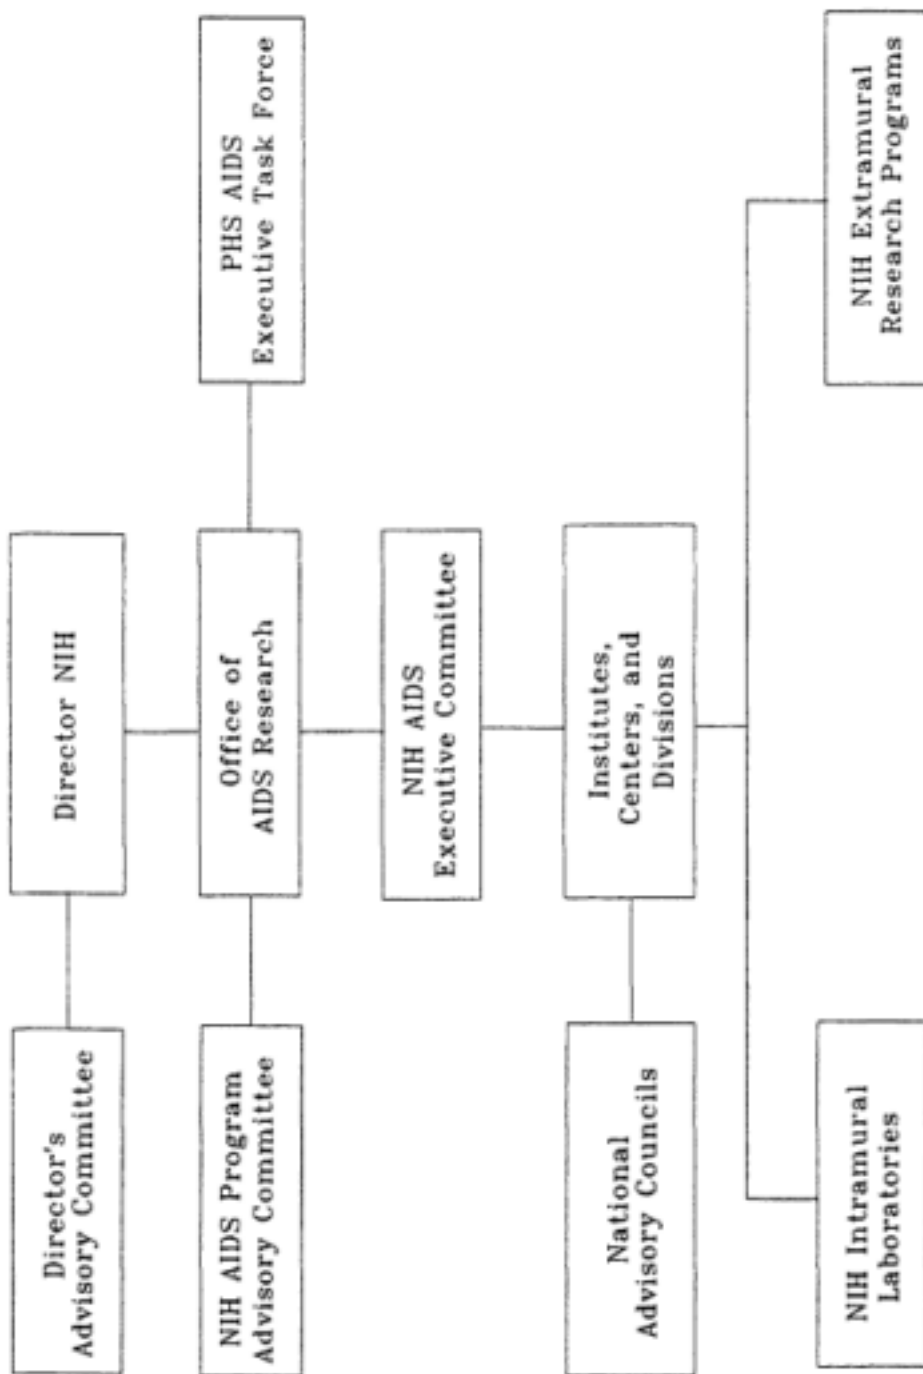 Director's
Advisory Committee
Director NIH
NIH AIDS Program
Advisory Committee
Office of
AIDS Research
PHS AIDS
Executive Task Force
NIH AIDS
Executive Committee
National
Advisory Councils
Institutes,
Centers, and
Divisions
NIH Intramural
Laboratories
NIH Extramural
Research Programs